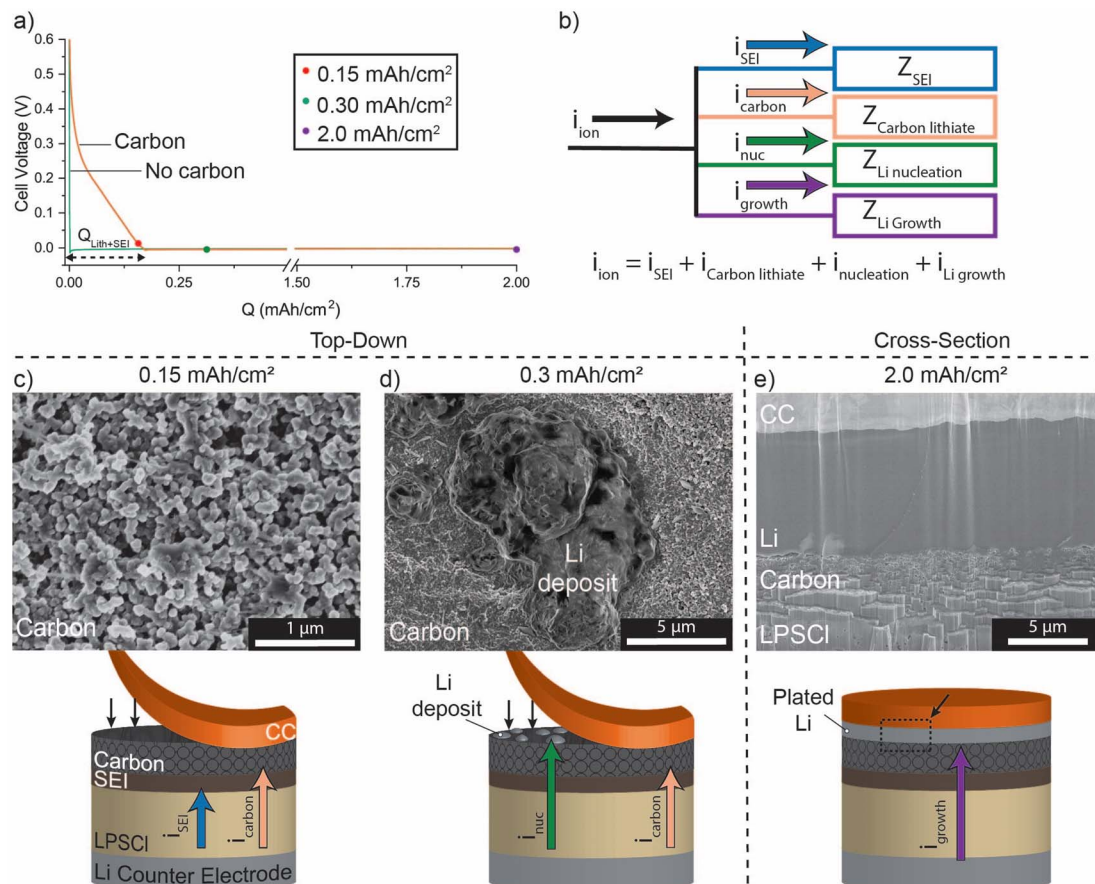 a)
0.6
0.5
0.4
0.3
0.2
0.1
0.0
Cell Voltage (V)
0.15 mAh/cm²
0.30 mAh/cm²
2.0 mAh/cm²
Carbon
No carbon
Q_Lith+SEI
0.00 0.25 1.50 1.75 2.00
Q (mAh/cm²)
b)
i_ion
i_SEI
Z_SEI
i_carbon
Z_Carbon lithiate
i_nuc
Z_Li nucleation
i_growth
Z_Li Growth
i_ion = i_SEI + i_Carbon lithiate + i_nucleation + i_Li growth
Top-Down
Cross-Section
c) 0.15 mAh/cm²
Carbon
1 µm
d) 0.3 mAh/cm²
Li
deposit
Carbon
5 µm
e) 2.0 mAh/cm²
CC
Li
Carbon
LPSCl
5 µm
CC
Carbon
SEI
i_SEI
i_carbon
LPSCl
Li Counter Electrode
Li
deposit
i_nuc
i_carbon
Plated
Li
i_growth